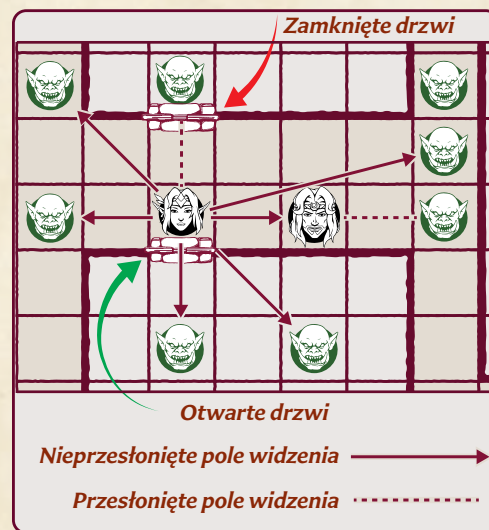 Zamknięte drzwi
Otwarte drzwi
Nieprzesłonięte pole widzenia
Przesłonięte pole widzenia